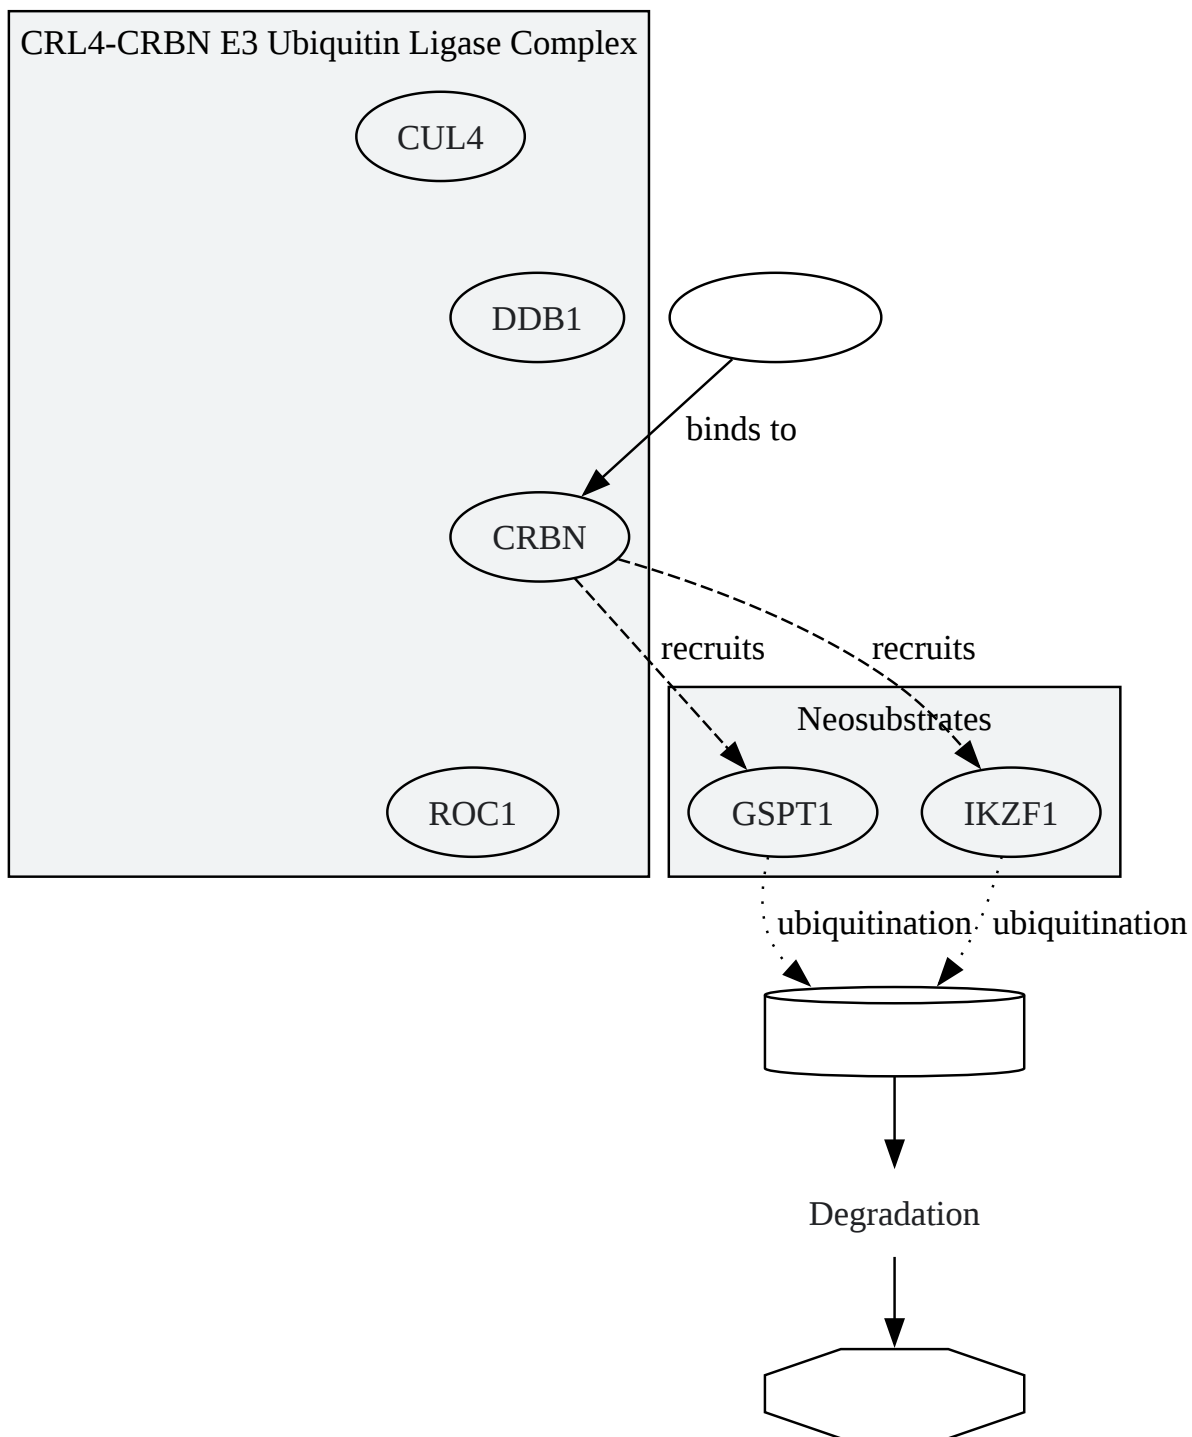 CRL4-CRBN E3 Ubiquitin Ligase Complex
CUL4
DDB1
binds to
CRBN
recruits
recruits
Neosubstrates
ROC1
GSPT1
IKZF1
ubiquitination
ubiquitination
Degradation